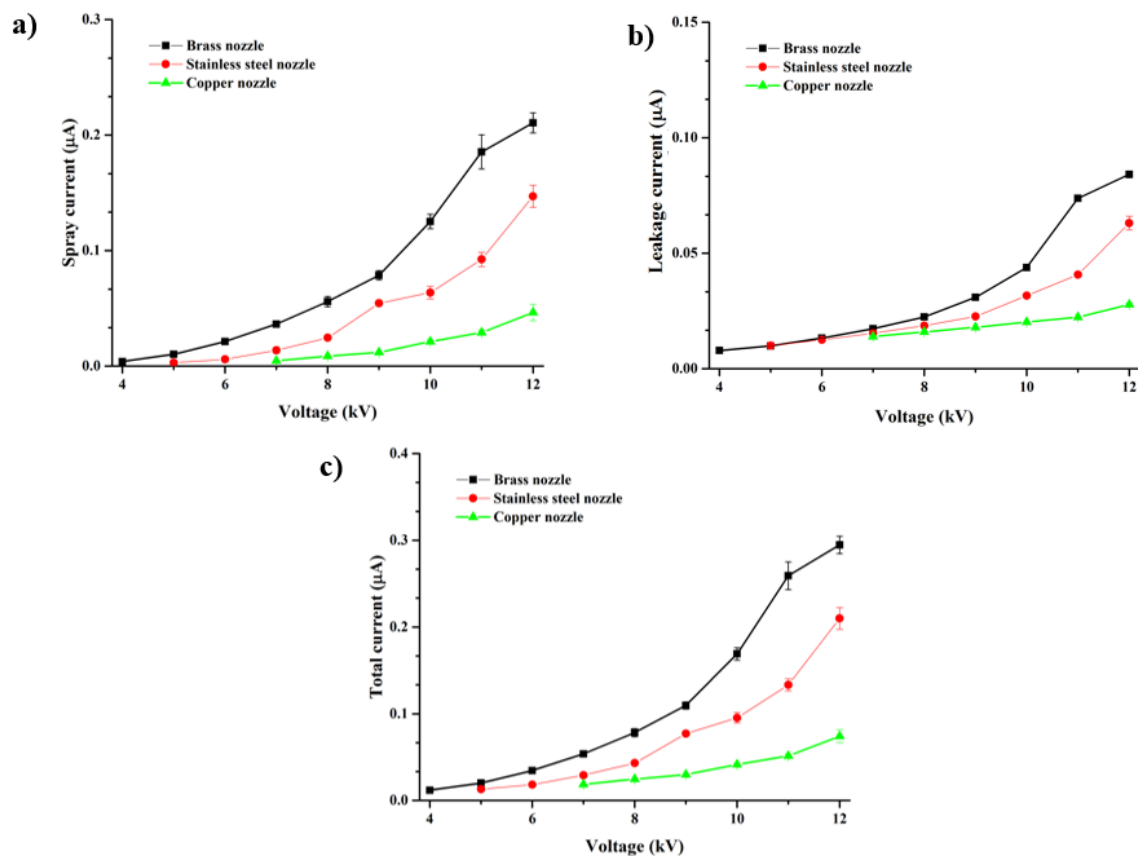 a)
0.3
0.2
0.1
0.0
Spray current (μA)
Brass nozzle
Stainless steel nozzle
Copper nozzle
4 6 8 10 12
Voltage (kV)
b)
0.15
0.10
0.05
0.00
Leakage current (μA)
Brass nozzle
Stainless steel nozzle
Copper nozzle
4 6 8 10 12
Voltage (kV)
c)
0.4
0.3
0.2
0.1
0.0
Total current (μA)
Brass nozzle
Stainless steel nozzle
Copper nozzle
4 6 8 10 12
Voltage (kV)